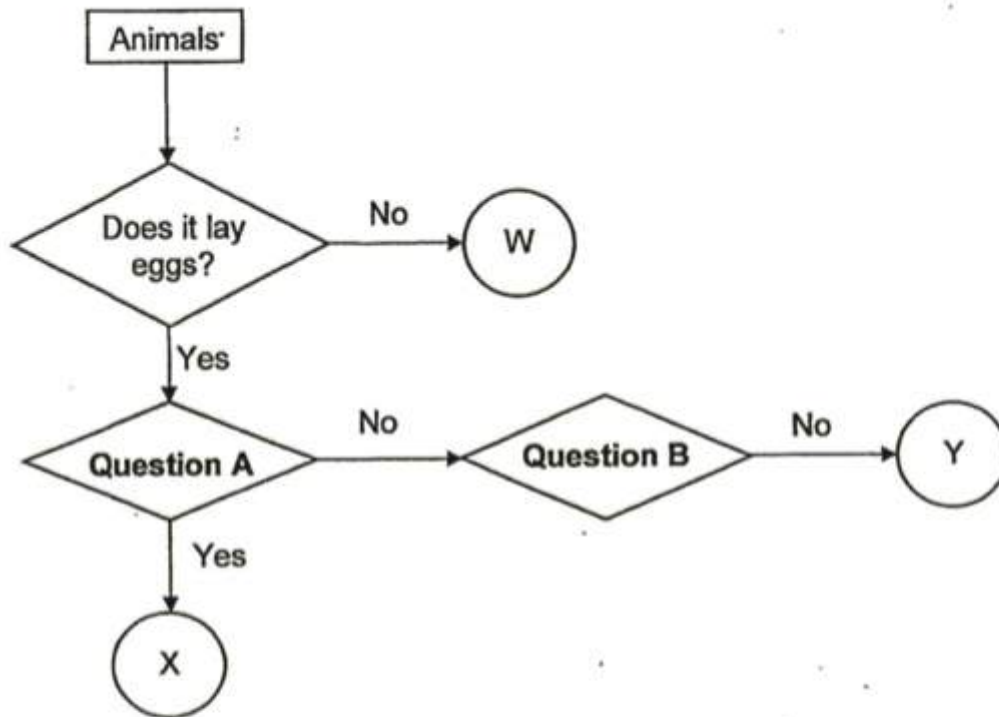 Animals
Does it lay
eggs?
No
W
Yes
Question A
No
Question B
No
Y
Yes
X